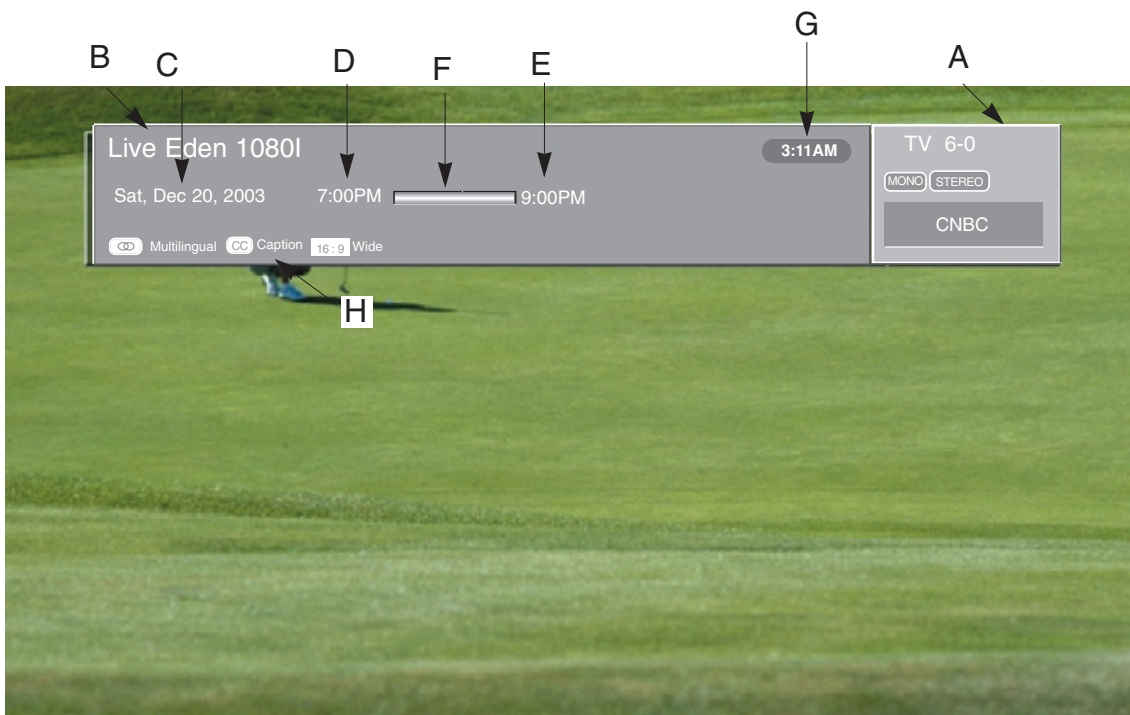 G
B C D F E A
Live Eden 1080I
3:11AM
TV 6-0
Sat, Dec 20, 2003 7:00PM 9:00PM
MONO STEREO
CNBC
Multilingual CC Caption 16:9 Wide
H